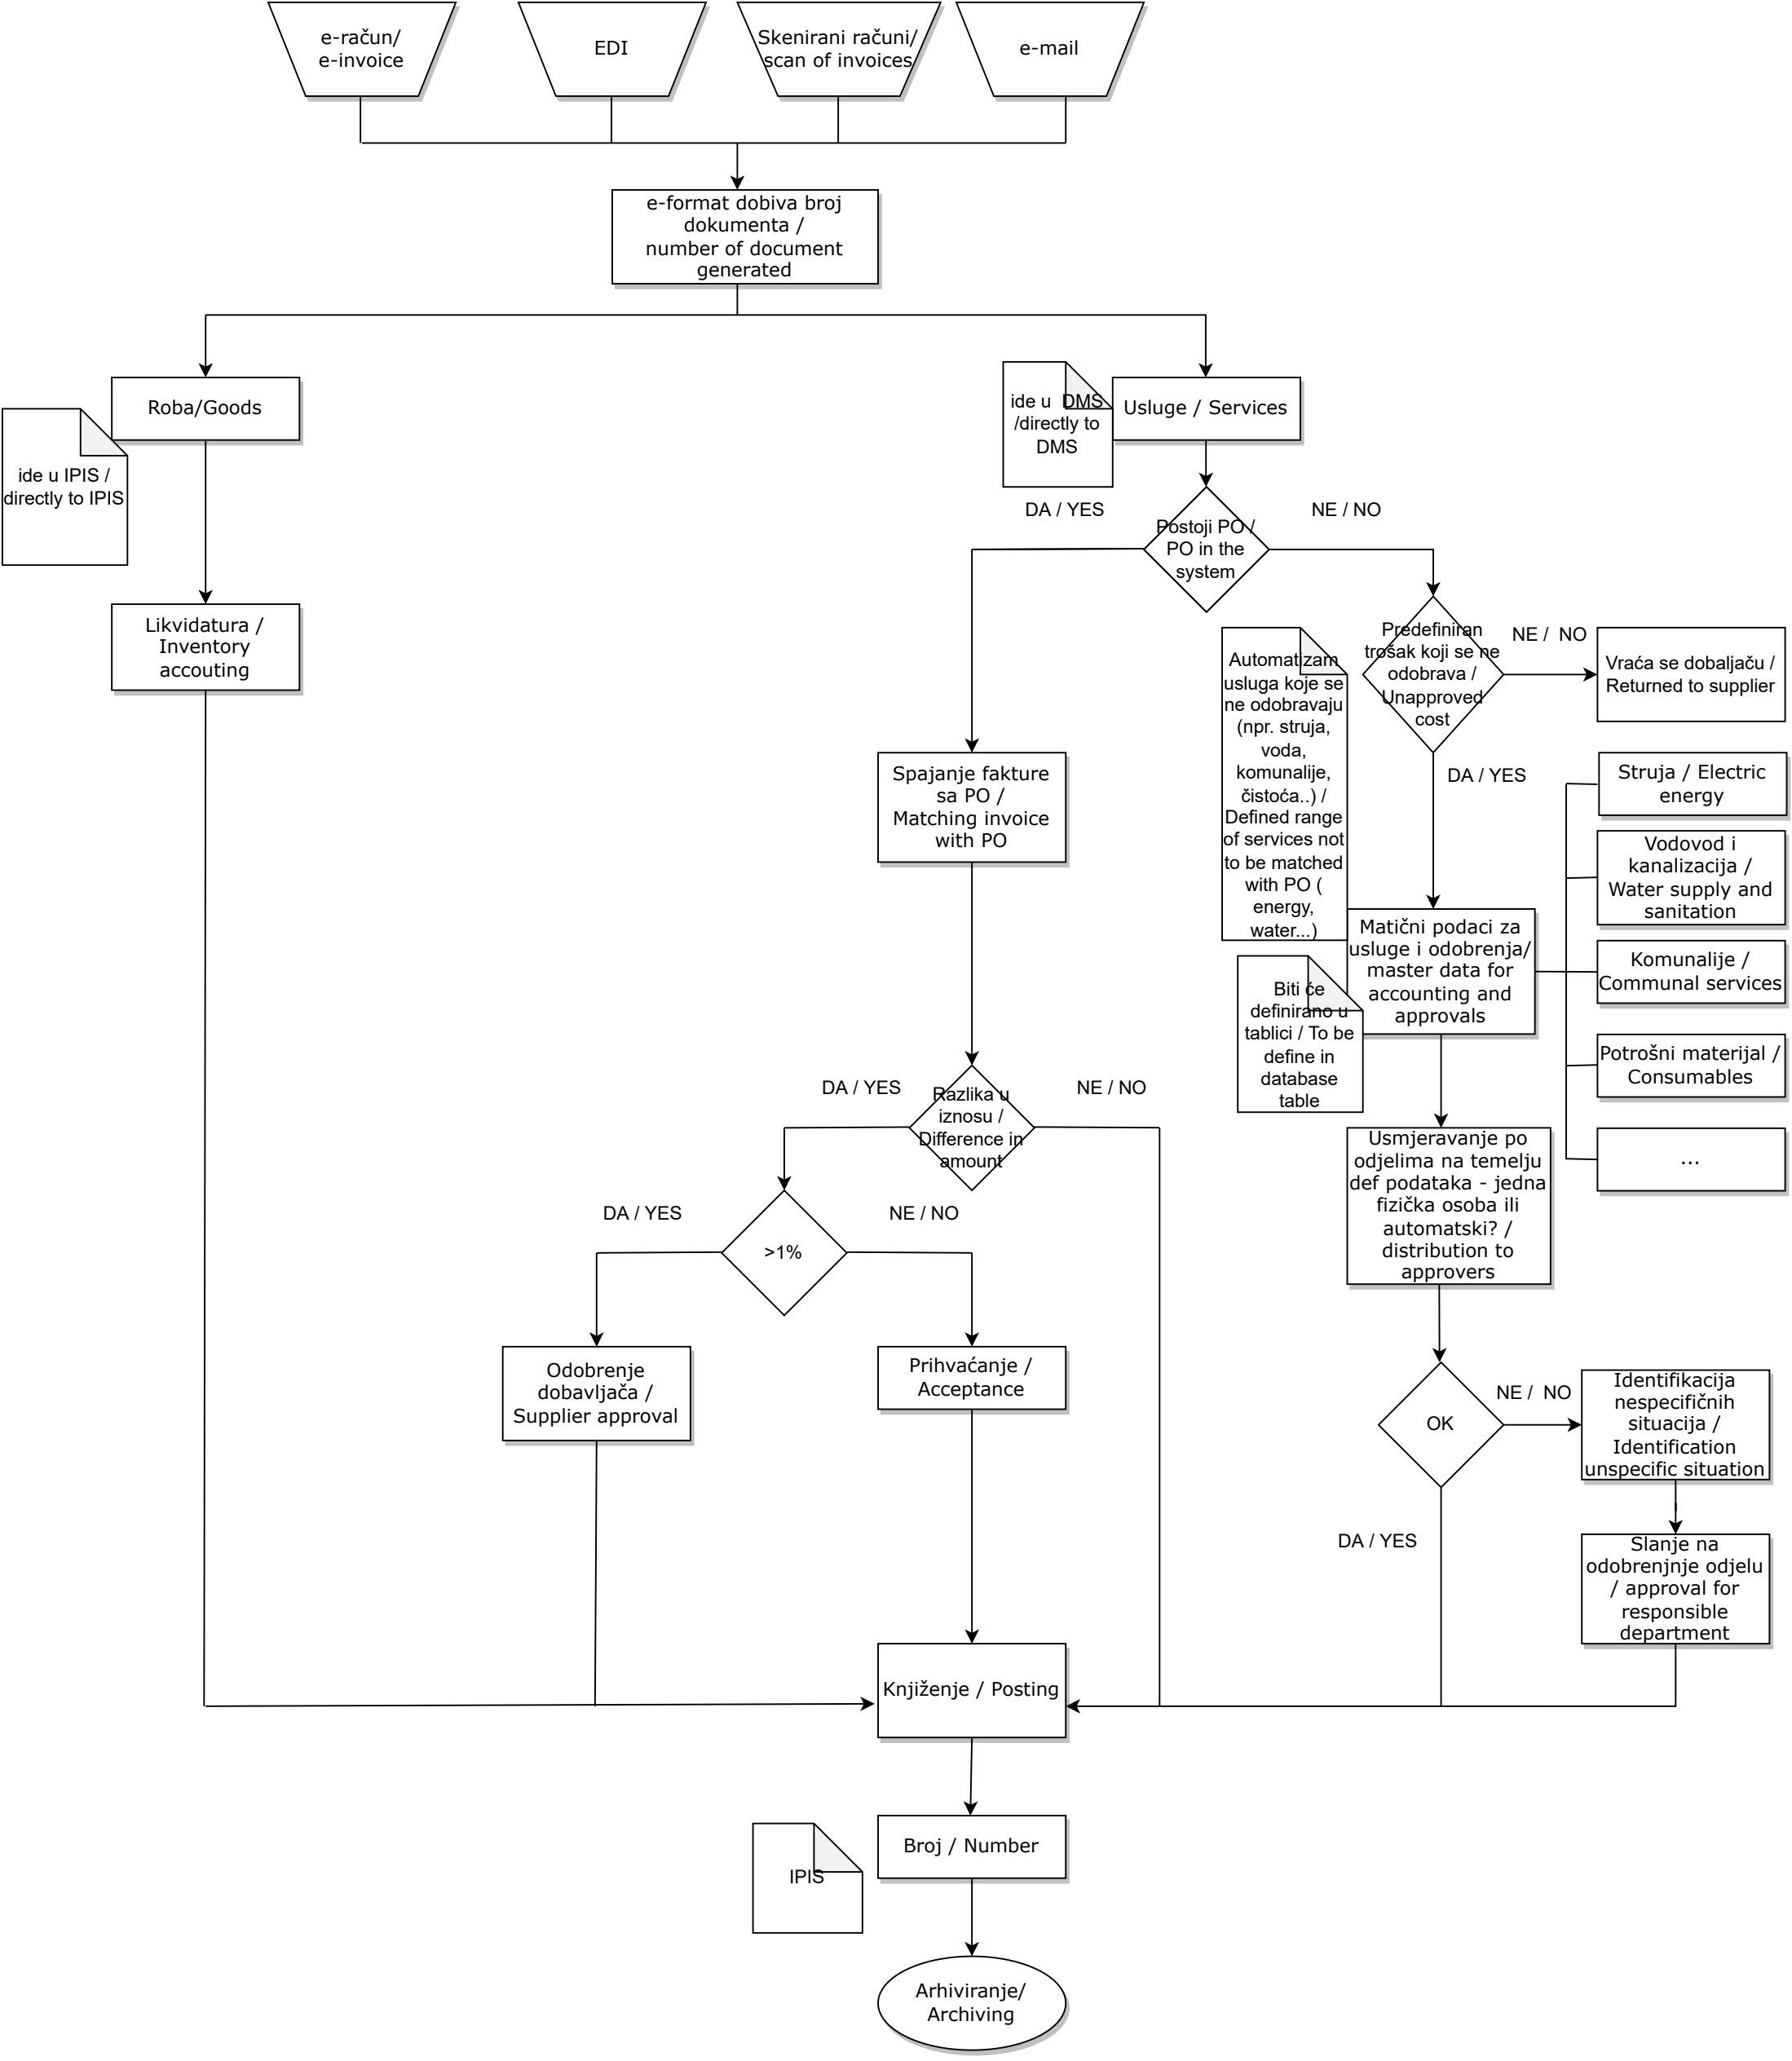 e-račun/
e-invoice
EDI
Skenirani računi/
scan of invoices
e-mail
e-format dobiva broj
dokumenta /
number of document
generated
Roba/Goods
ide u IPIS /
directly to IPIS
ide u  DMS
/directly to
DMS
Usluge / Services
DA / YES
NE / NO
Postoji PO /
PO in the
system
Likvidatura /
Inventory
accouting
Predefiniran
trošak koji se ne
odobrava /
Unapproved
cost
NE /  NO
Vraća se dobaljaču /
Returned to supplier
Automatizam
usluga koje se
ne odobravaju
(npr. struja,
voda,
komunalije,
čistoća..) /
Defined range
of services not
to be matched
with PO (
energy,
water...)
DA / YES
Spajanje fakture
sa PO /
Matching invoice
with PO
Struja / Electric
energy
Vodovod i
kanalizacija /
Water supply and
sanitation
Komunalije /
Communal services
Potrošni materijal /
Consumables
...
Matični podaci za
usluge i odobrenja/
master data for
accounting and
approvals
Biti će
definirano u
tablici / To be
define in
database
table
DA / YES
NE / NO
Razlika u
iznosu /
Difference in
amount
Usmjeravanje po
odjelima na temelju
def podataka - jedna
fizička osoba ili
automatski? /
distribution to
approvers
DA / YES
NE / NO
>1%
Odobrenje
dobavljača /
Supplier approval
Prihvaćanje /
Acceptance
OK
NE /  NO
Identifikacija
nespecifičnih
situacija /
Identification
unspecific situation
DA / YES
Slanje na
odobrenjnje odjelu
/ approval for
responsible
department
Knjiženje / Posting
Broj / Number
IPIS
Arhiviranje/
Archiving